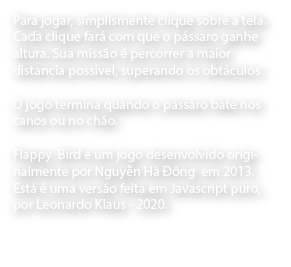 Para jogar, simplismente clique sobre a tela.
Cada clique fará com que o pássaro ganhe
altura. Sua missão é percorrer a maior
distancia possível, superando os obtáculos.
O jogo termina quando o pássaro bate nos
canos ou no chão.
Flappy Bird é um jogo desenvolvido origi-
nalmente por Nguyễn Hà Đông em 2013.
Está é uma versão feita em Javascript puro,
por Leonardo Klaus - 2020.